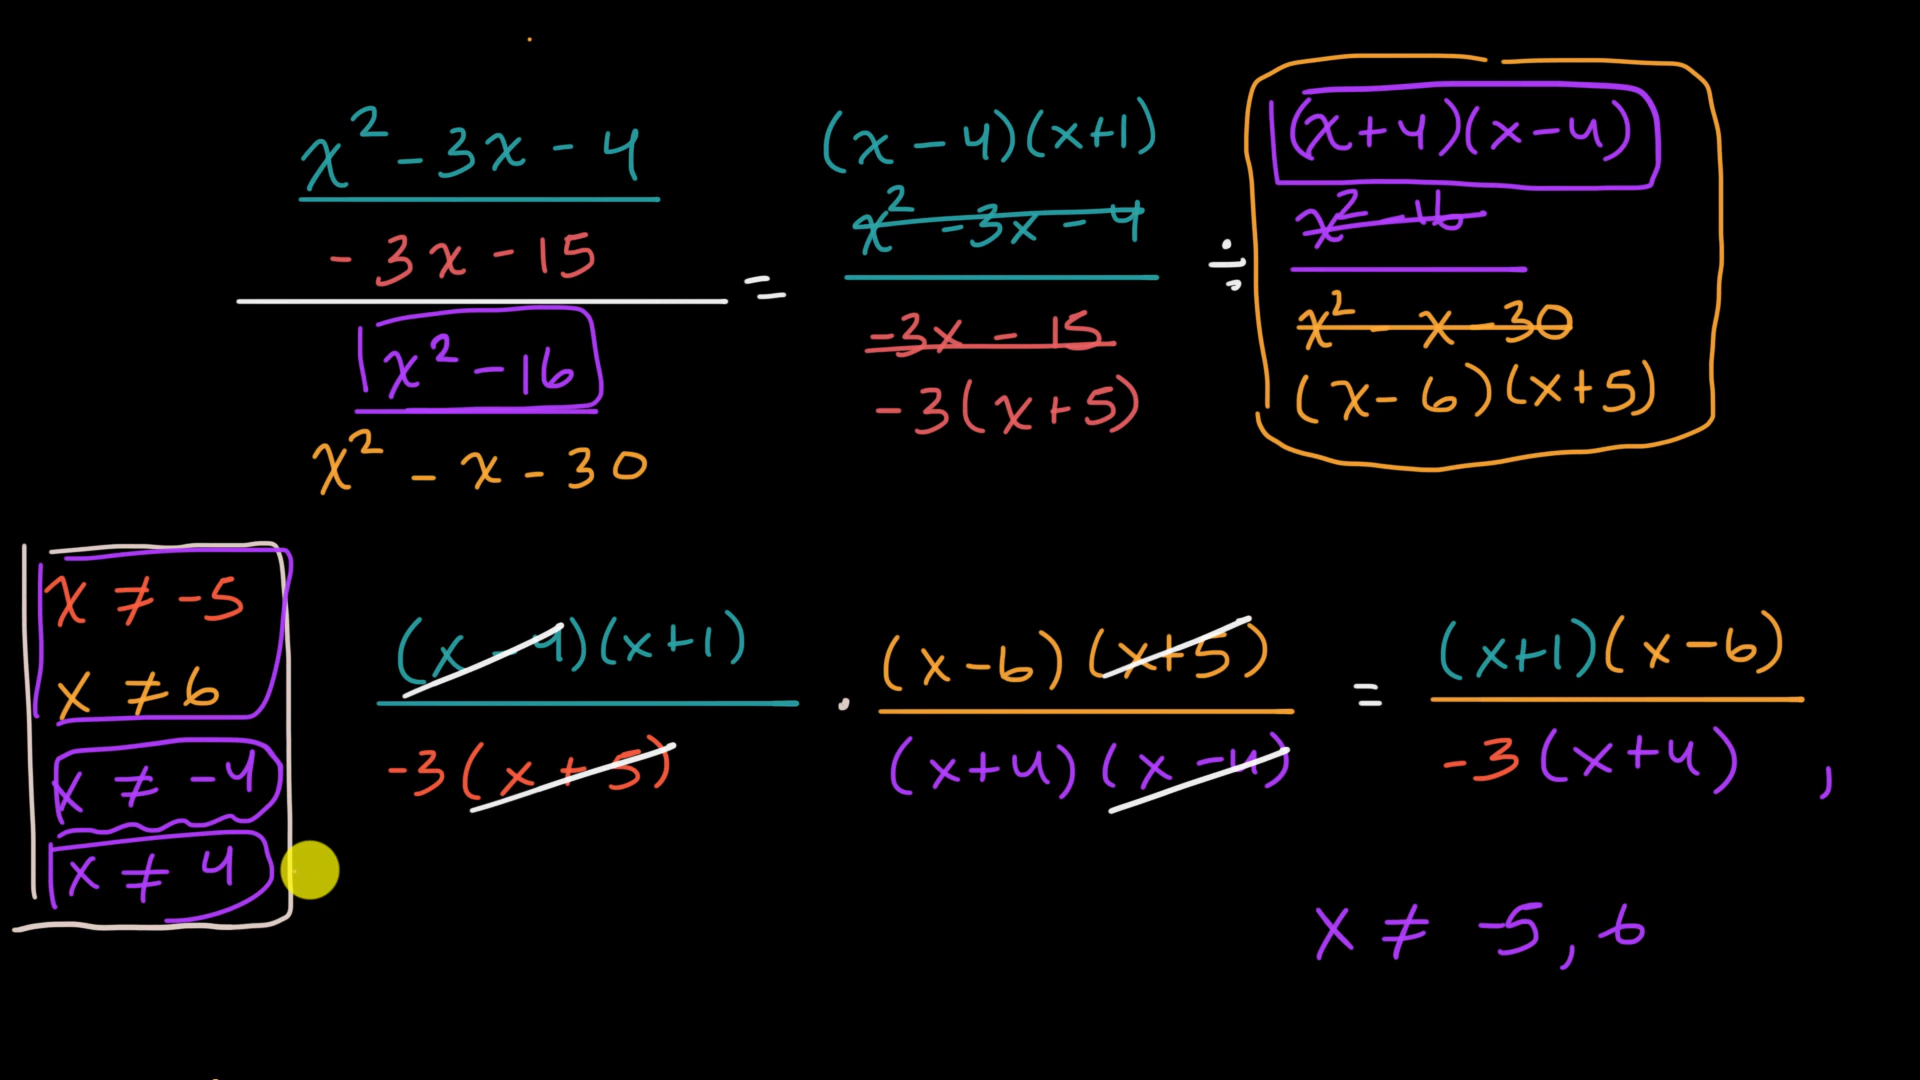 x² - 3x - 4
- 3x - 15
x² - 16
x² - x - 30
=
(x - 4)(x+1)
x² - 3x - 4
-3x - 15
-3(x+5)
÷
(x+4)(x-4)
x² - 16
x² - x - 30
(x-6)(x+5)
x ≠ -5
x ≠ 6
x ≠ -4
x ≠ 4
(x - 4)(x+1)
-3(x+5)
·
(x-6)(x+5)
(x+4)(x-4)
=
(x+1)(x-6)
-3(x+4) ,
x ≠ -5, 6